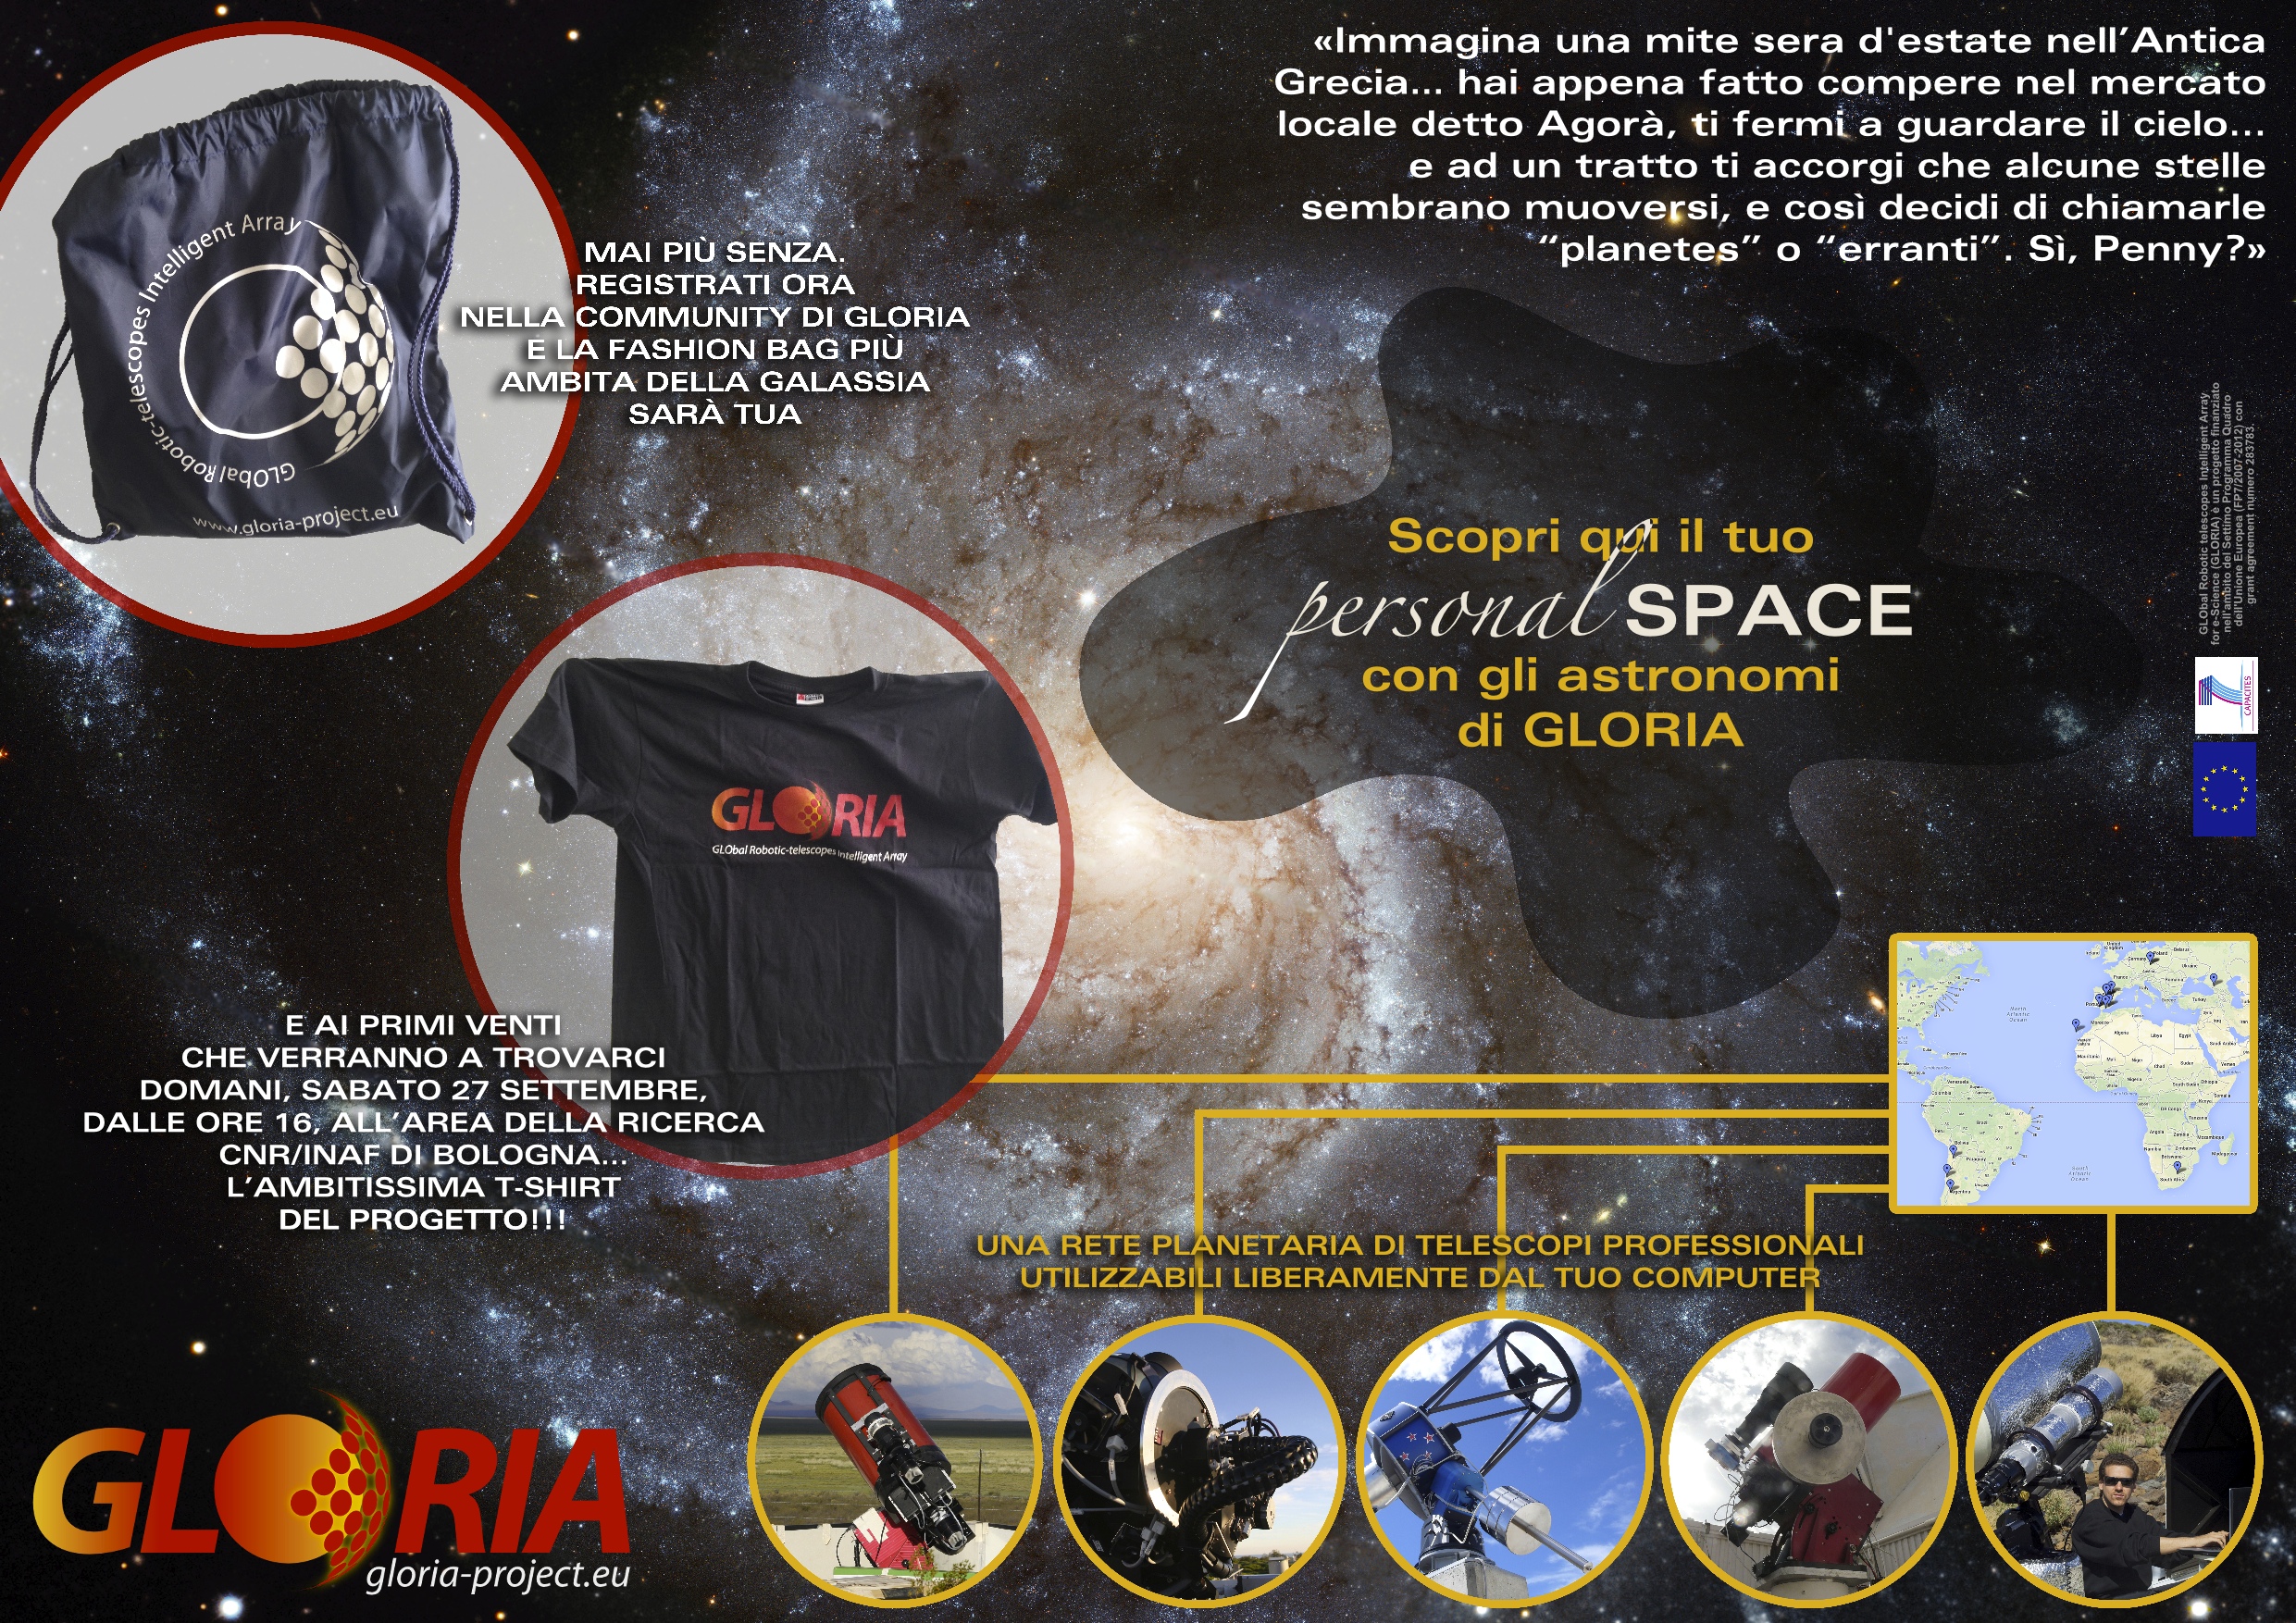 «Immagina una mite sera d'estate nell’Antica
Grecia... hai appena fatto compere nel mercato
locale detto Agorà, ti fermi a guardare il cielo...
e ad un tratto ti accorgi che alcune stelle
sembrano muoversi, e così decidi di chiamarle
“planetes” o “erranti”. Sì, Penny?»
GLObal Robotic-telescopes Intelligent Array
www.gloria-project.eu
MAI PIÙ SENZA.
REGISTRATI ORA
NELLA COMMUNITY DI GLORIA
E LA FASHION BAG PIÙ
AMBITA DELLA GALASSIA
SARÀ TUA
Scopri qui il tuo
personal SPACE
con gli astronomi
di GLORIA
GLObal Robotic telescopes Intelligent Array
for e-Science (GLORIA) è un progetto finanziato
nell'ambito del Settimo Programma Quadro
dell'Unione Europea (FP7/2007-2012) con
grant agreement numero 283783.
CAPACITES
GLORIA
GLObal Robotic-telescopes Intelligent Array
E AI PRIMI VENTI
CHE VERRANNO A TROVARCI
DOMANI, SABATO 27 SETTEMBRE,
DALLE ORE 16, ALL’AREA DELLA RICERCA
CNR/INAF DI BOLOGNA...
L’AMBITISSIMA T-SHIRT
DEL PROGETTO!!!
UNA RETE PLANETARIA DI TELESCOPI PROFESSIONALI
UTILIZZABILI LIBERAMENTE DAL TUO COMPUTER
GLORIA
gloria-project.eu